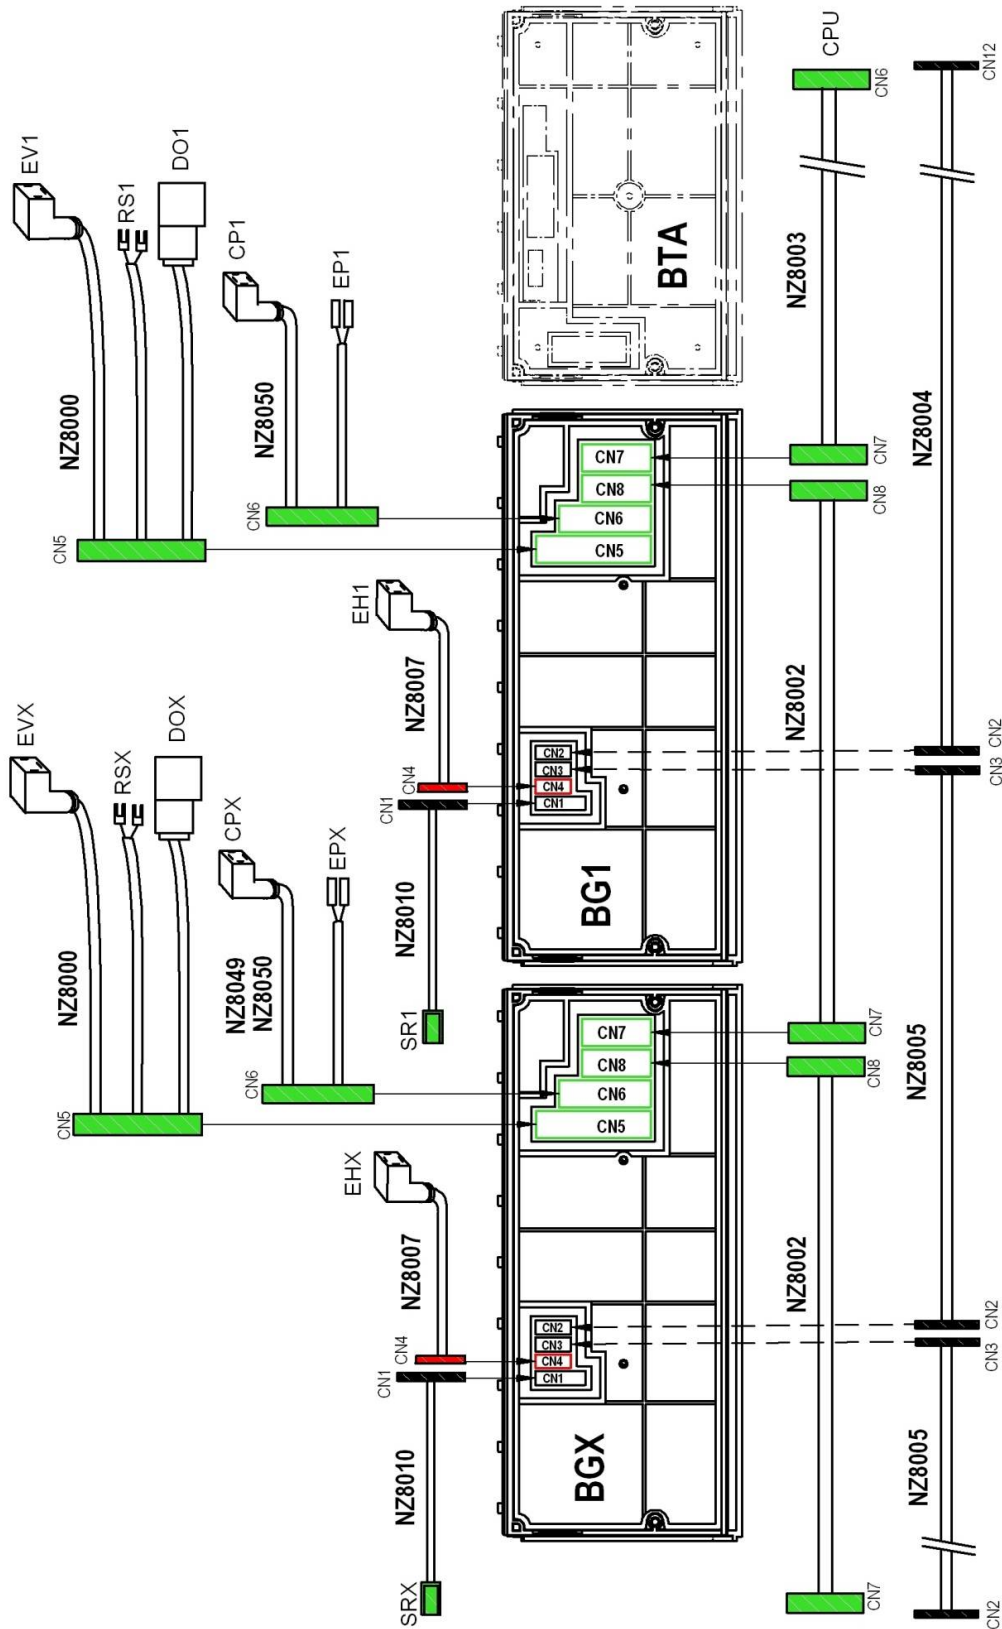 EVX
RSX
DOX
NZ8000
CN5
CPX
EPX
NZ8049
NZ8050
CN6
EHX
NZ8007
CN4
CN1
NZ8010
SRX
EV1
RS1
DO1
NZ8000
CN5
CP1
EP1
NZ8050
CN6
EH1
NZ8007
CN4
CN1
NZ8010
SR1
BGX
CN1
CN4
CN3
CN2
CN5
CN6
CN8
CN7
BG1
CN1
CN4
CN3
CN2
CN5
CN6
CN8
CN7
BTA
CN7
NZ8002
CN8
CN7
NZ8002
CN8
CN7
NZ8003
CN6
CPU
CN2
NZ8005
CN3
CN2
NZ8005
CN3
CN2
NZ8004
CN12